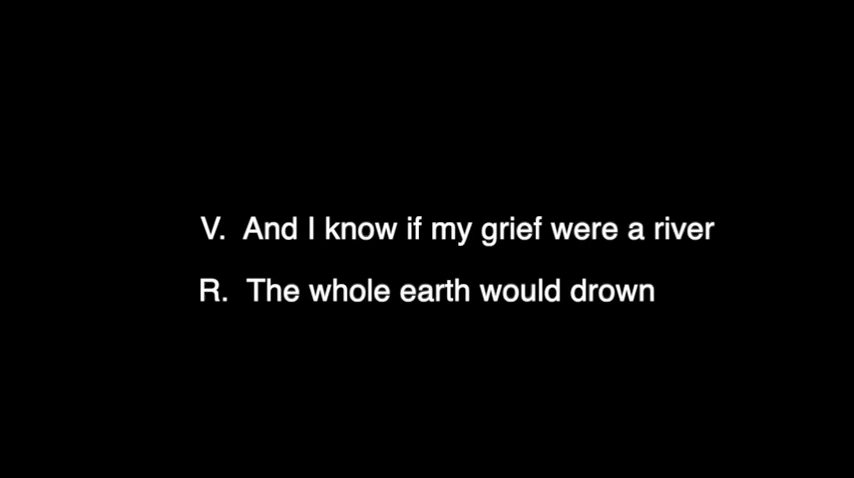 V. And I know if my grief were a river
R. The whole earth would drown